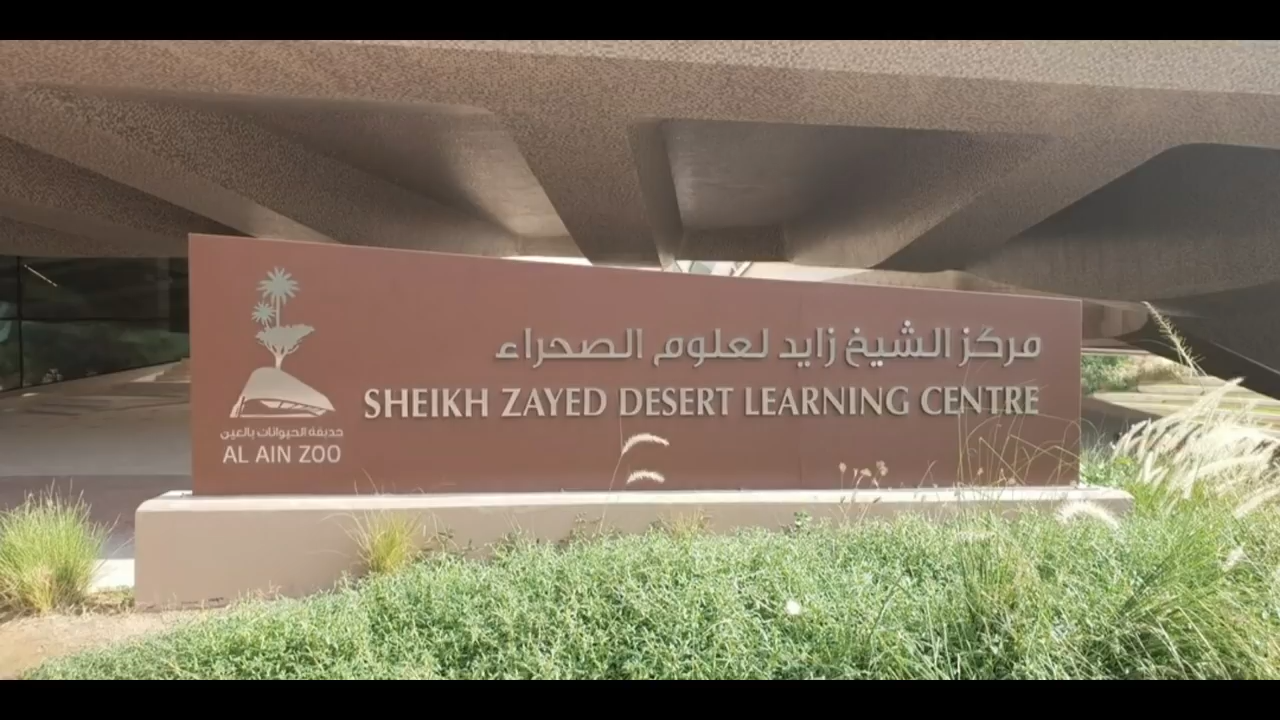 مركز الشيخ زايد لعلوم الصحراء
SHEIKH ZAYED DESERT LEARNING CENTRE
حديقة الحيوانات بالعين
AL AIN ZOO